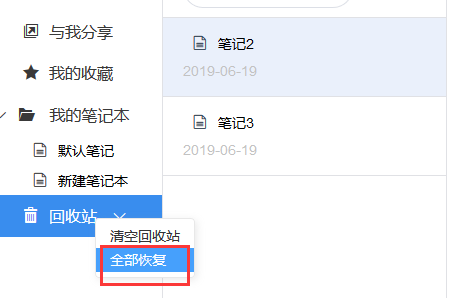 与我分享
我的收藏
我的笔记本
默认笔记
新建笔记本
回收站
清空回收站
全部恢复
笔记2
2019-06-19
笔记3
2019-06-19